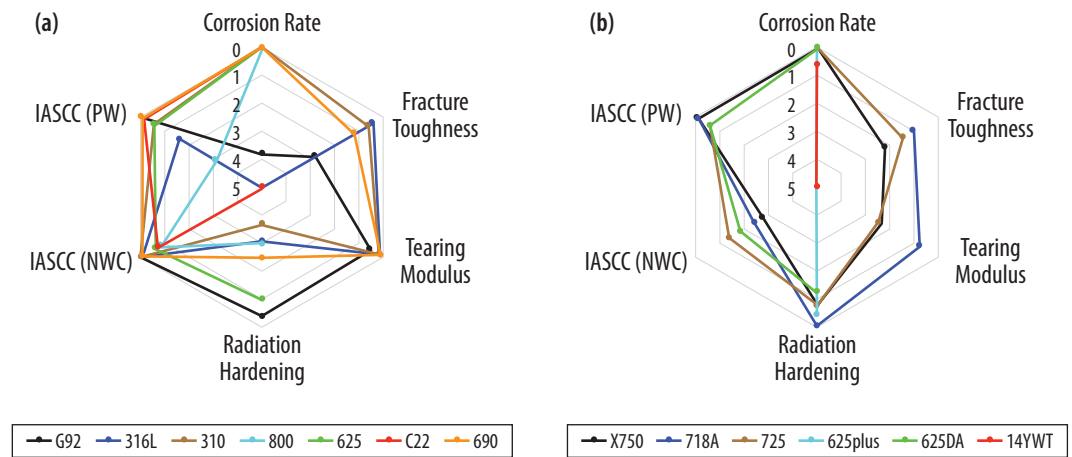 (a)
Corrosion Rate
0
1
2
3
4
5
Fracture
Toughness
Tearing
Modulus
Radiation
Hardening
IASCC (NWC)
IASCC (PW)
G92 316L 310 800 625 C22 690
(b)
Corrosion Rate
0
1
2
3
4
5
Fracture
Toughness
Tearing
Modulus
Radiation
Hardening
IASCC (NWC)
IASCC (PW)
X750 718A 725 625plus 625DA 14YWT